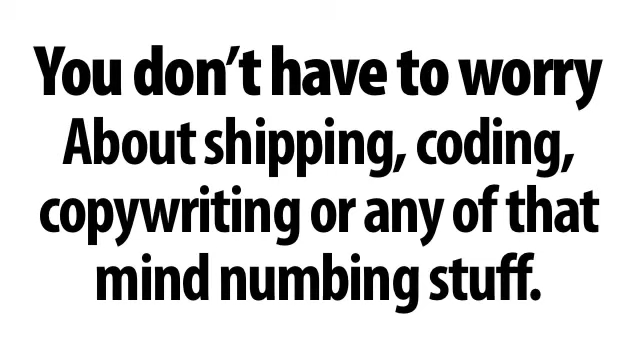 You don’t have to worry
About shipping, coding,
copywriting or any of that
mind numbing stuff.